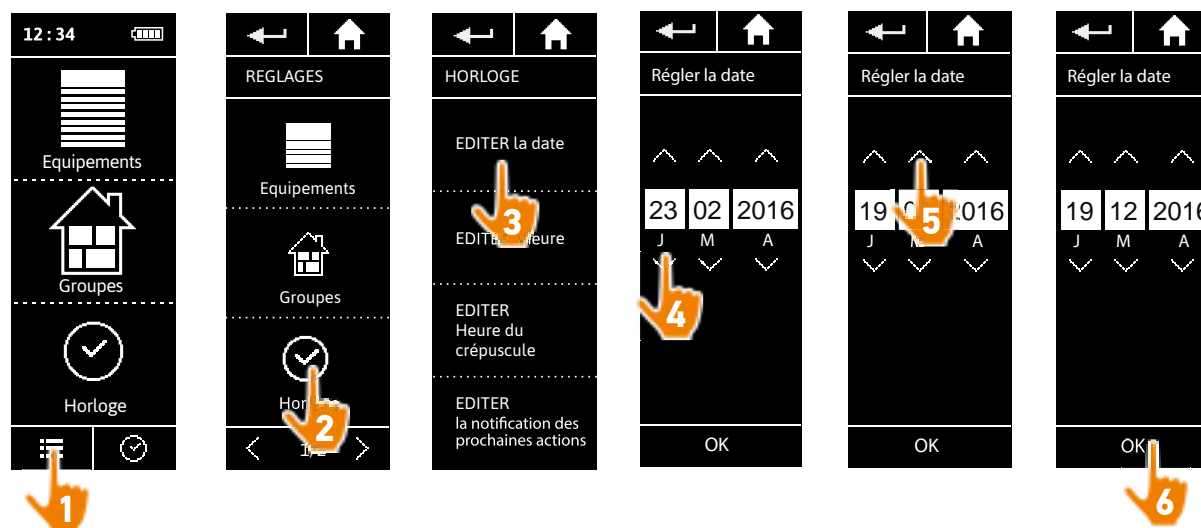 12:34
Equipements
Groupes
Horloge
1
REGLAGES
Equipements
Groupes
2
HORLOGE
EDITER la date
3
EDITER
Heure du
crépuscule
EDITER
la notification des
prochaines actions
Régler la date
23 02 2016
J M A
4
OK
Régler la date
19
J A
5
OK
Régler la date
19 12 2016
J M A
OK
6